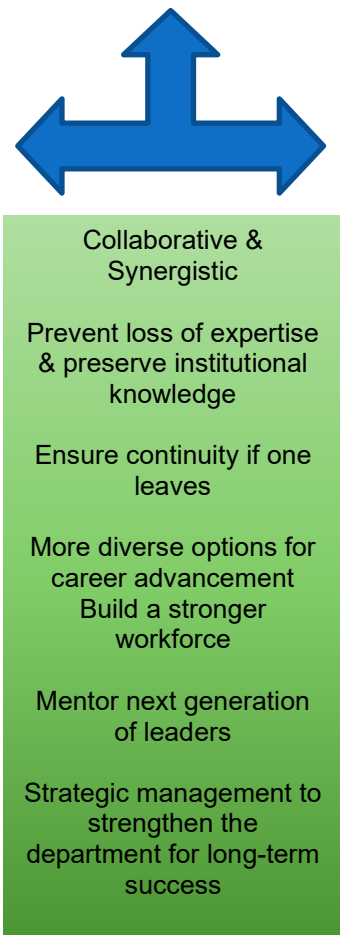 Collaborative &
Synergistic
Prevent loss of expertise
& preserve institutional
knowledge
Ensure continuity if one
leaves
More diverse options for
career advancement
Build a stronger
workforce
Mentor next generation
of leaders
Strategic management to
strengthen the
department for long-term
success